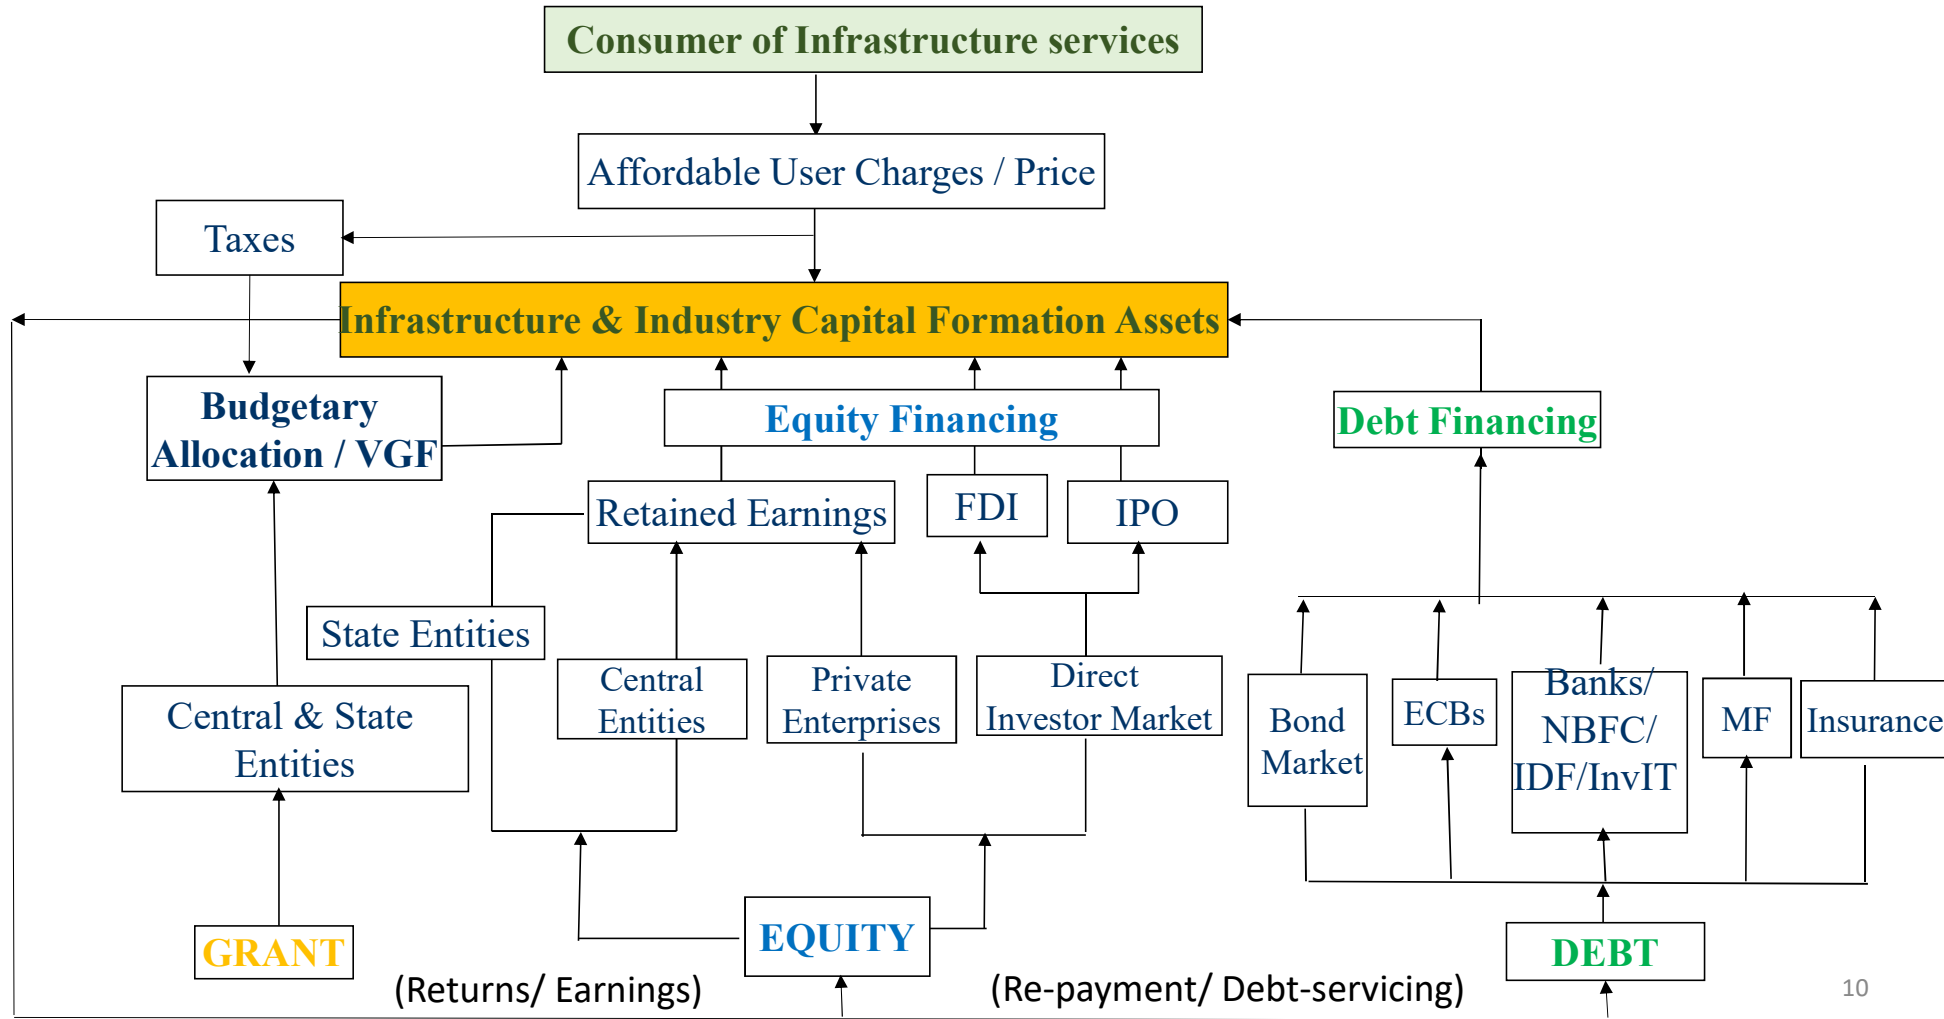 Consumer of Infrastructure services
Affordable User Charges / Price
Taxes
Infrastructure & Industry Capital Formation Assets
Budgetary
Allocation / VGF
Equity Financing
Debt Financing
Retained Earnings
FDI
IPO
State Entities
Central & State
Entities
Central
Entities
Private
Enterprises
Direct
Investor Market
Bond
Market
ECBs
Banks/
NBFC/
IDF/InvIT
MF
Insurance
GRANT
EQUITY
DEBT
(Returns/ Earnings)
(Re-payment/ Debt-servicing)
10